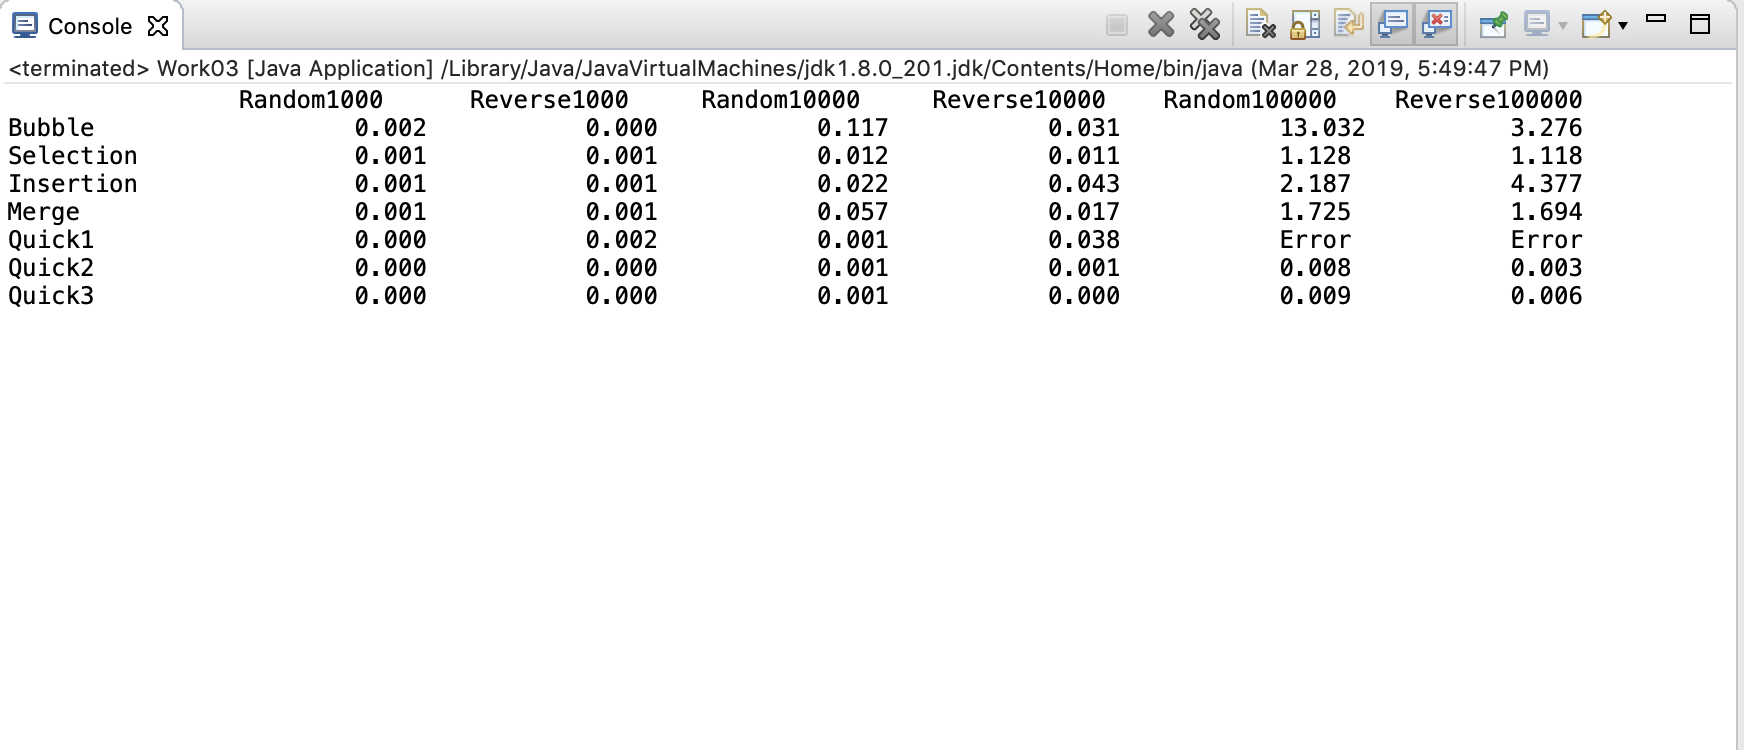 Console
<terminated> Work03 [Java Application] /Library/Java/JavaVirtualMachines/jdk1.8.0_201.jdk/Contents/Home/bin/java (Mar 28, 2019, 5:49:47 PM)
Random1000 Reverse1000 Random10000 Reverse10000 Random100000 Reverse100000
Bubble 0.002 0.000 0.117 0.031 13.032 3.276
Selection 0.001 0.001 0.012 0.011 1.128 1.118
Insertion 0.001 0.001 0.022 0.043 2.187 4.377
Merge 0.001 0.001 0.057 0.017 1.725 1.694
Quick1 0.000 0.002 0.001 0.038 Error Error
Quick2 0.000 0.000 0.001 0.001 0.008 0.003
Quick3 0.000 0.000 0.001 0.000 0.009 0.006